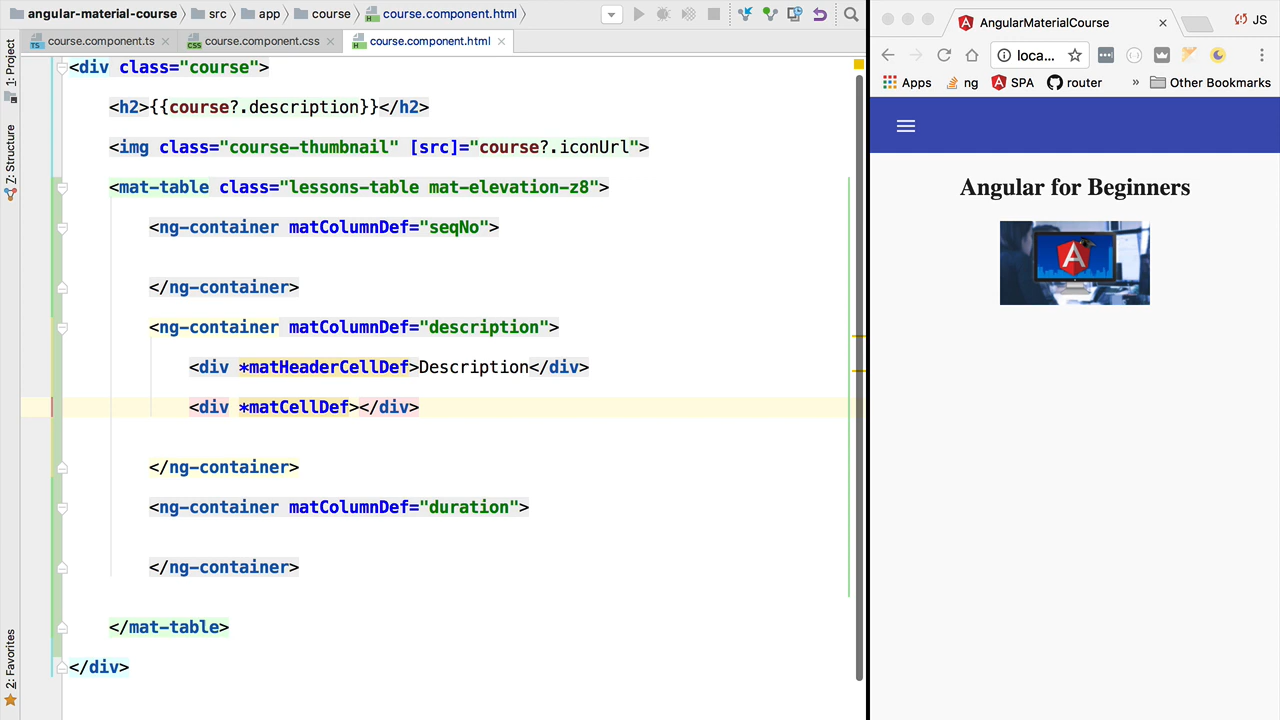 angular-material-course
src
app
course
course.component.html
course.component.ts
course.component.css
course.component.html
1: Project
7: Structure
2: Favorites
<div class="course">
<h2>{{course?.description}}</h2>
<img class="course-thumbnail" [src]="course?.iconUrl">
<mat-table class="lessons-table mat-elevation-z8">
<ng-container matColumnDef="seqNo">
</ng-container>
<ng-container matColumnDef="description">
<div *matHeaderCellDef>Description</div>
<div *matCellDef></div>
</ng-container>
<ng-container matColumnDef="duration">
</ng-container>
</mat-table>
</div>
AngularMaterialCourse
JS
loca...
Apps
ng
SPA
router
»
Other Bookmarks
Angular for Beginners